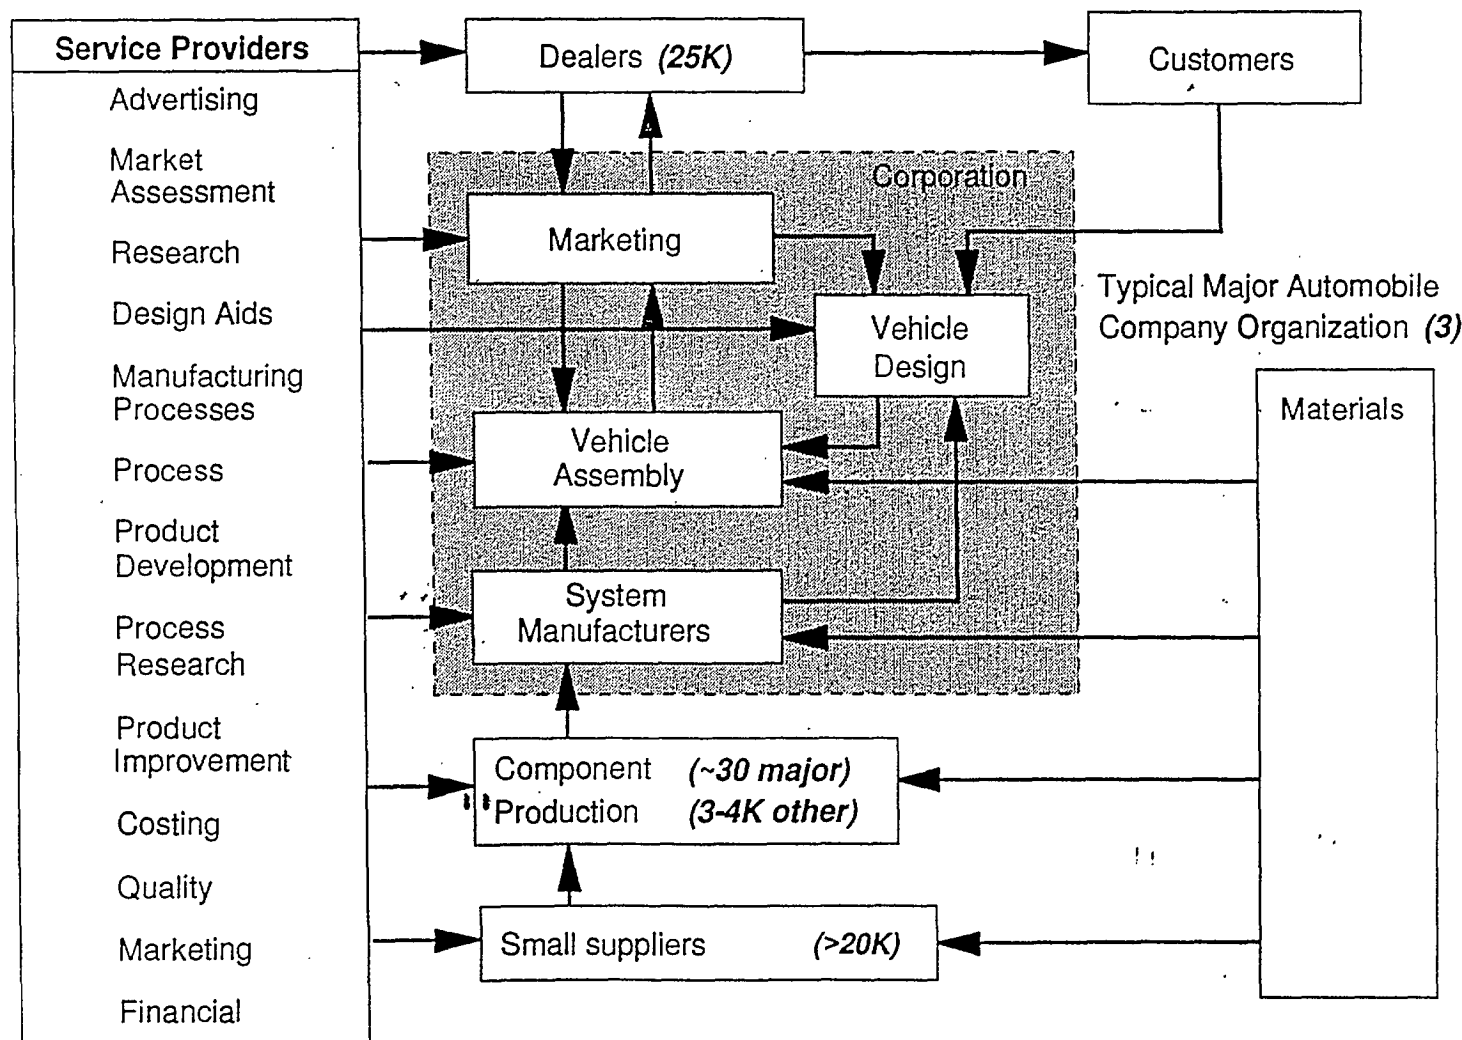 Service Providers
Advertising
Market
Assessment
Research
Design Aids
Manufacturing
Processes
Process
Product
Development
Process
Research
Product
Improvement
Costing
Quality
Marketing
Financial
Dealers (25K)
Customers
Corporation
Marketing
Vehicle
Design
Typical Major Automobile
Company Organization (3)
Vehicle
Assembly
Materials
System
Manufacturers
Component (~30 major)
Production (3-4K other)
Small suppliers (>20K)